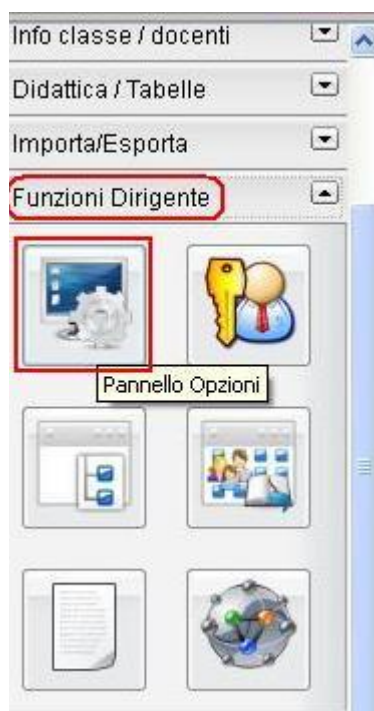 Info classe / docenti
Didattica / Tabelle
Importa/Esporta
Funzioni Dirigente
Pannello Opzioni